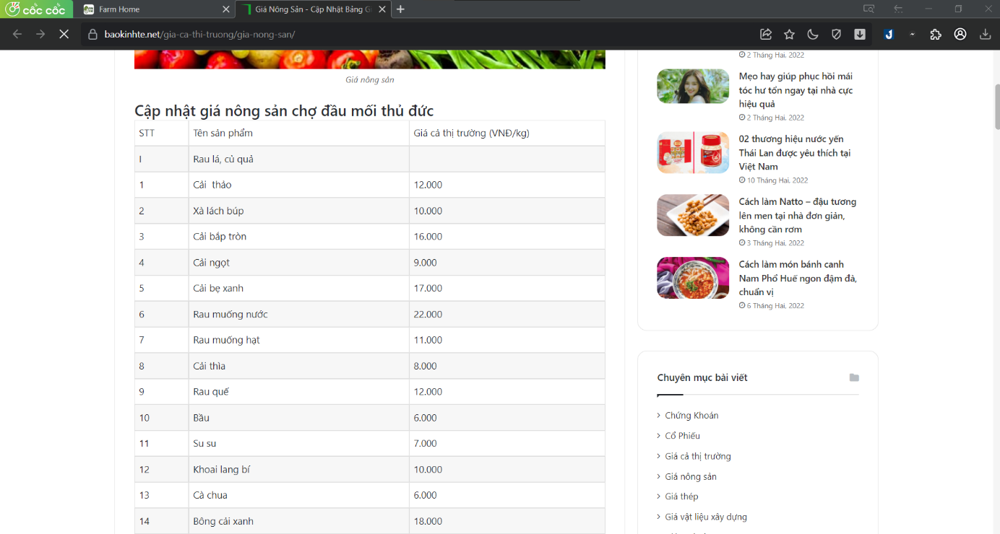 cốc cốc
Farm Home
Giá Nông Sản - Cập Nhật Bảng G
baokinhte.net/gia-ca-thi-truong/gia-nong-san/
Giá nông sản
Cập nhật giá nông sản chợ đầu mối thủ đức
STT Tên sản phẩm Giá cả thị trường (VNĐ/kg)
I Rau lá, củ quả
1 Cải thảo 12.000
2 Xà lách búp 10.000
3 Cải bắp tròn 16.000
4 Cải ngọt 9.000
5 Cải bẹ xanh 17.000
6 Rau muống nước 22.000
7 Rau muống hạt 11.000
8 Cải thìa 8.000
9 Rau quế 12.000
10 Bầu 6.000
11 Su su 7.000
12 Khoai lang bí 10.000
13 Cà chua 6.000
14 Bông cải xanh 18.000
2 Tháng Hai, 2022
Mẹo hay giúp phục hồi mái
tóc hư tổn ngay tại nhà cực
hiệu quả
2 Tháng Hai, 2022
02 thương hiệu nước yến
Thái Lan được yêu thích tại
Việt Nam
10 Tháng Hai, 2022
Cách làm Natto – đậu tương
lên men tại nhà đơn giản,
không cần rơm
3 Tháng Hai, 2022
Cách làm món bánh canh
Nam Phổ Huế ngon đậm đà,
chuẩn vị
6 Tháng Hai, 2022
Chuyên mục bài viết
Chứng Khoán
Cổ Phiếu
Giá cả thị trường
Giá nông sản
Giá thép
Giá vật liệu xây dựng